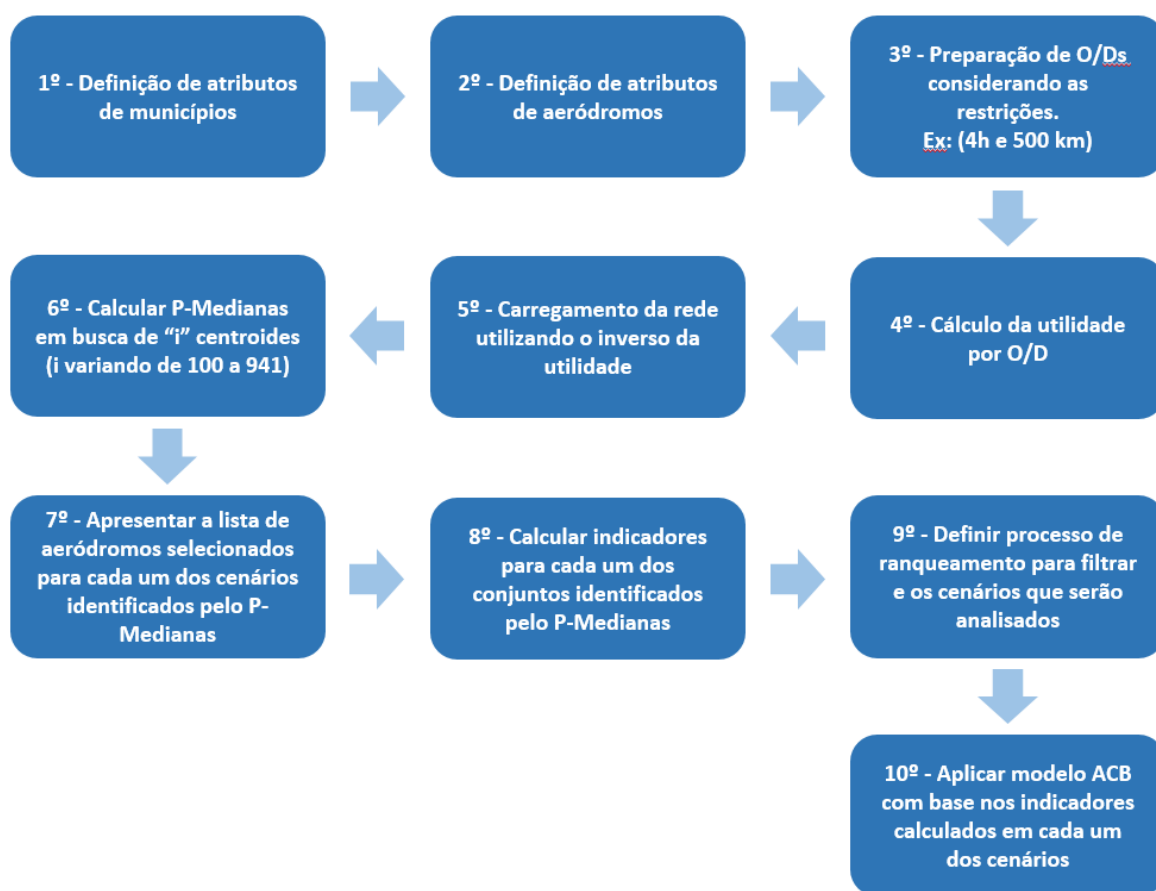 1º - Definição de atributos
de municípios
2º - Definição de atributos
de aeródromos
3º - Preparação de O/Ds
considerando as
restrições.
Ex: (4h e 500 km)
6º - Calcular P-Medianas
em busca de “i” centroides
(i variando de 100 a 941)
5º - Carregamento da rede
utilizando o inverso da
utilidade
4º - Cálculo da utilidade
por O/D
7º - Apresentar a lista de
aeródromos selecionados
para cada um dos cenários
identificados pelo P-
Medianas
8º - Calcular indicadores
para cada um dos
conjuntos identificados
pelo P-Medianas
9º - Definir processo de
ranqueamento para filtrar
e os cenários que serão
analisados
10º - Aplicar modelo ACB
com base nos indicadores
calculados em cada um
dos cenários